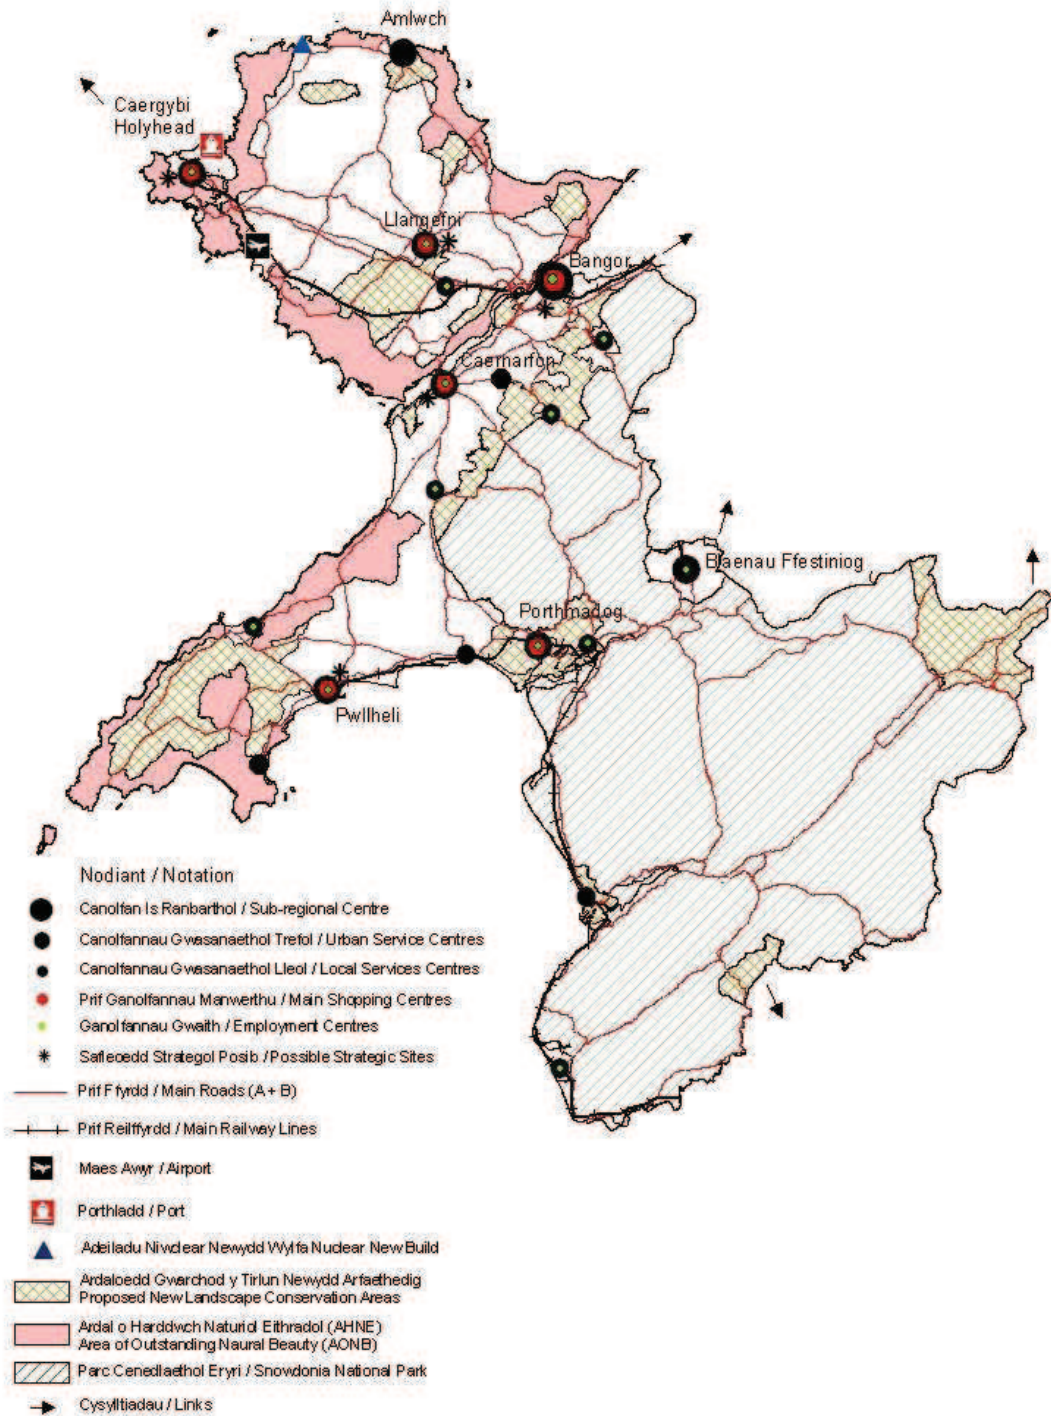 Amlwch
Caergybi
Holyhead
Llangefni
Bangor
Caernarfon
Blaenau Ffestiniog
Porthmadog
Pwllheli
Nodiant / Notation
Canolfan Is Ranbarthol / Sub-regional Centre
Canolfannau Gwasanaethol Trefol / Urban Service Centres
Canolfannau Gwasanaethol Lleol / Local Services Centres
Prif Ganolfannau Manwerthu / Main Shopping Centres
Ganolfannau Gwaith / Employment Centres
Safleoedd Strategol Posib / Possible Strategic Sites
Prif Ffyrdd / Main Roads (A + B)
Prif Reilffyrdd / Main Railway Lines
Maes Awyr / Airport
Porthladd / Port
Adeiladu Niwclear Newydd Wylfa Nuclear New Build
Ardaloedd Gwarchod y Tirlun Newydd Arfaethedig
Proposed New Landscape Conservation Areas
Ardal o Harddwch Naturiol Eithradol (AHNE)
Area of Outstanding Naural Beauty (AONB)
Parc Cenedlaethol Eryri / Snowdonia National Park
Cysylltiadau / Links